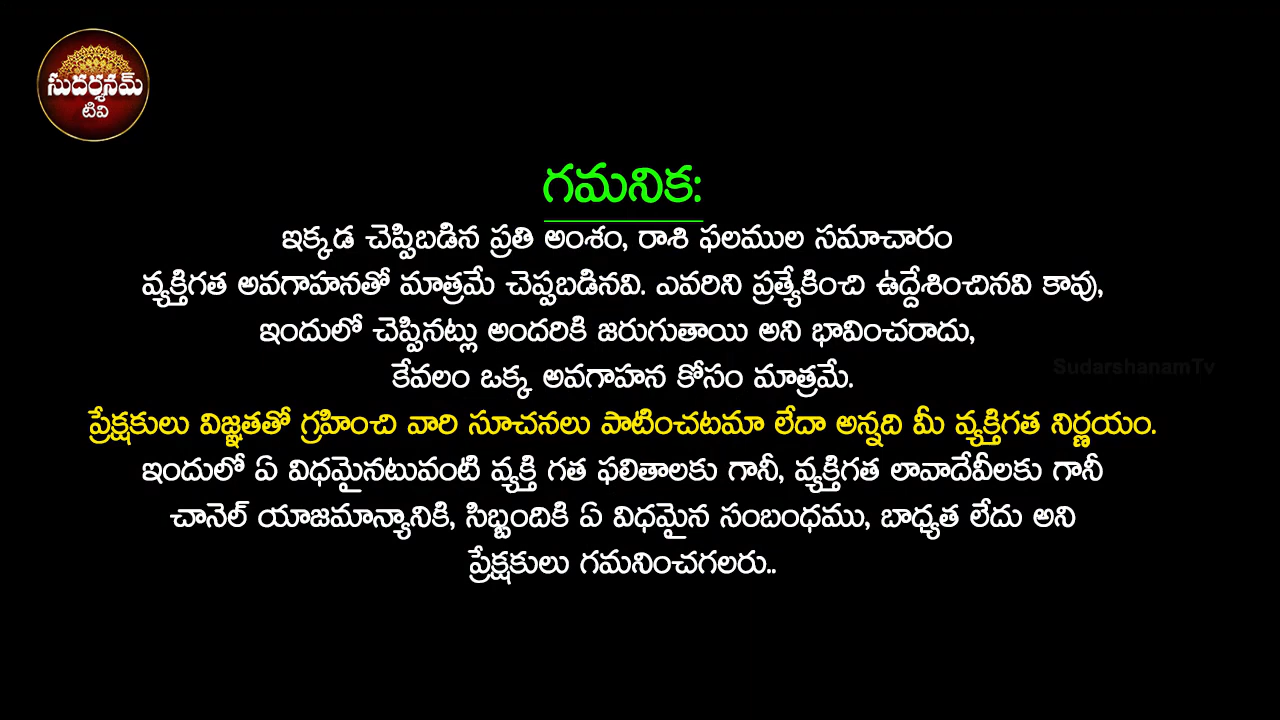 సుదర్శనమ్
టివి
గమనిక:
ఇక్కడ చెప్పిబడిన ప్రతి అంశం, రాశి ఫలముల సమాచారం
వ్యక్తిగత అవగాహనతో మాత్రమే చెప్పబడినవి. ఎవరిని ప్రత్యేకించి ఉద్దేశించినవి కావు,
ఇందులో చెప్పినట్లు అందరికి జరుగుతాయి అని భావించరాదు,
కేవలం ఒక్క అవగాహన కోసం మాత్రమే.
SudarshanamTv
ప్రేక్షకులు విజ్ఞతతో గ్రహించి వారి సూచనలు పాటించటమా లేదా అన్నది మీ వ్యక్తిగత నిర్ణయం.
ఇందులో ఏ విధమైనటువంటి వ్యక్తి గత ఫలితాలకు గానీ, వ్యక్తిగత లావాదేవీలకు గానీ
చానెల్ యాజమాన్యానికి, సిబ్బందికి ఏ విధమైన సంబంధము, బాధ్యత లేదు అని
ప్రేక్షకులు గమనించగలరు..